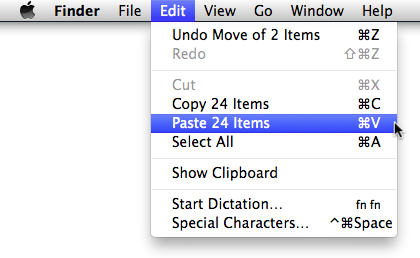 Finder File Edit View Go Window Help
Undo Move of 2 Items ⌘Z
Redo ⇧⌘Z
Cut ⌘X
Copy 24 Items ⌘C
Paste 24 Items ⌘V
Select All ⌘A
Show Clipboard
Start Dictation... fn fn
Special Characters... ^⌘Space